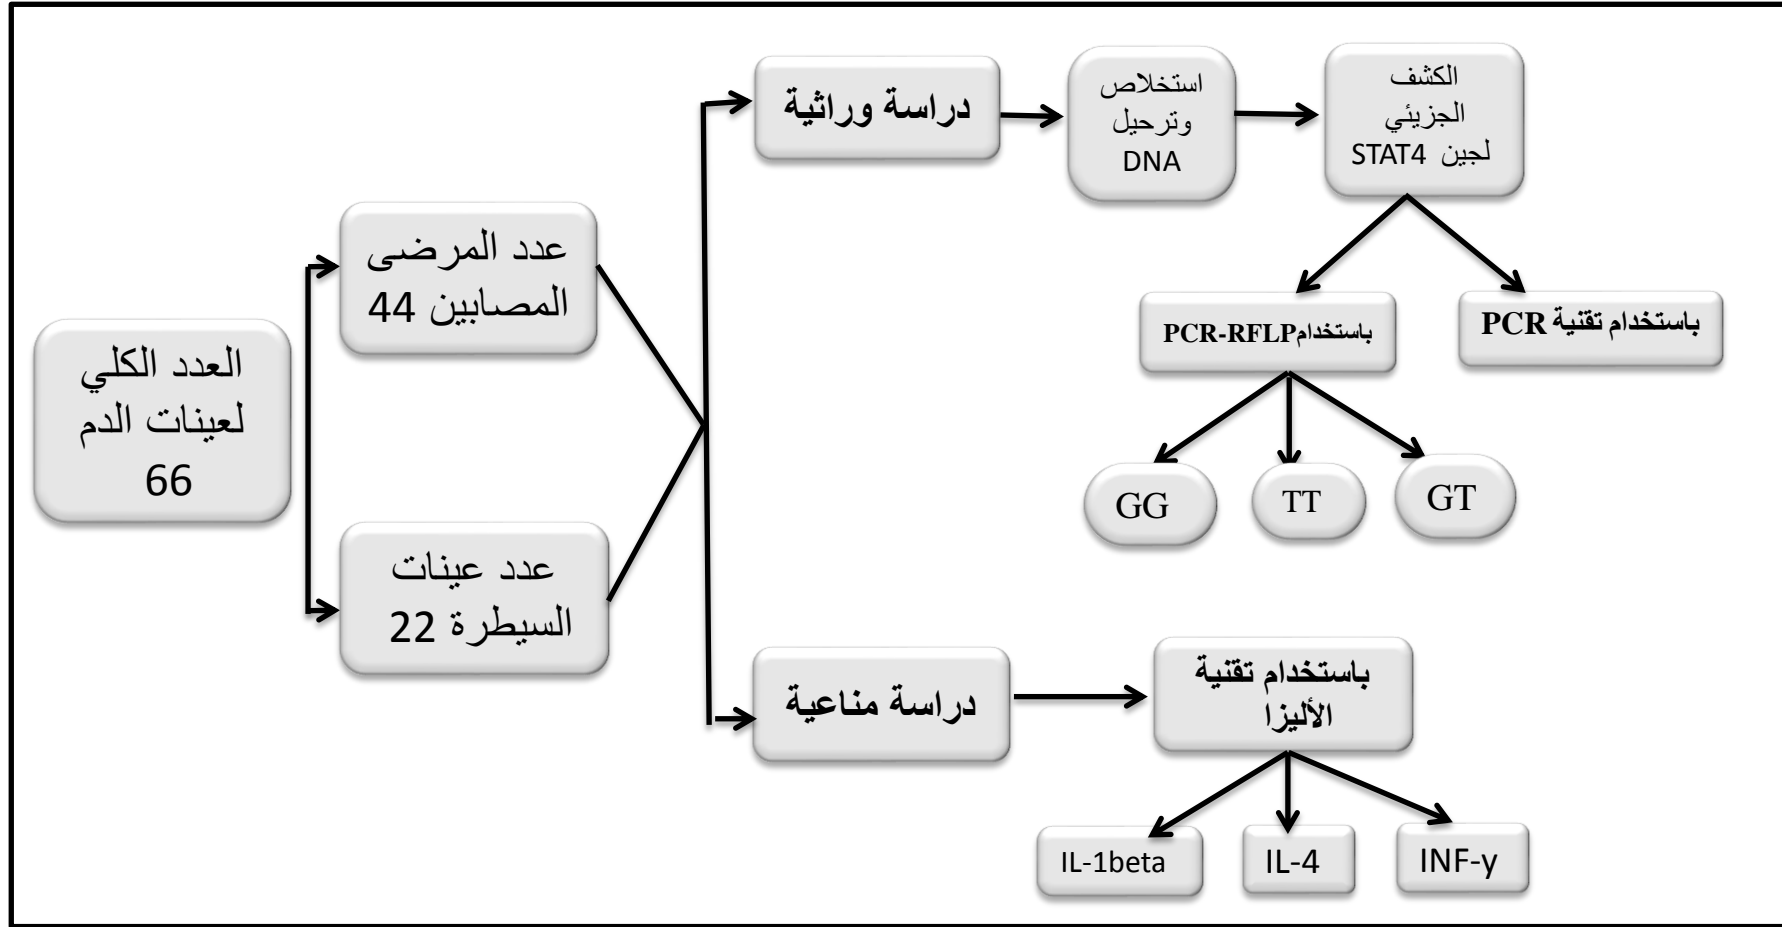 العدد الكلي
لعينات الدم
66
عدد المرضى
المصابين 44
عدد عينات
السيطرة 22
دراسة وراثية
استخلاص
وترحيل
DNA
الكشف
الجزيئي
لجين STAT4
باستخدام PCR-RFLP
باستخدام تقنية PCR
GG
TT
GT
دراسة مناعية
باستخدام تقنية
الأليزا
IL-1beta
IL-4
INF-y